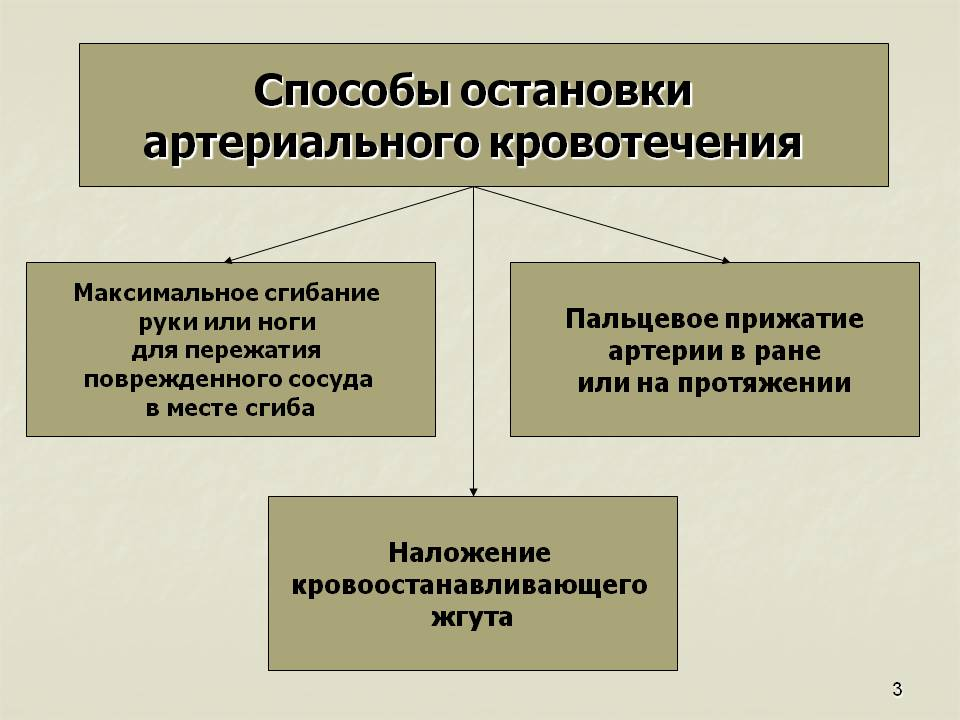 Способы остановки
артериального кровотечения
Максимальное сгибание
руки или ноги
для пережатия
поврежденного сосуда
в месте сгиба
Пальцевое прижатие
артерии в ране
или на протяжении
Наложение
кровоостанавливающего
жгута
3